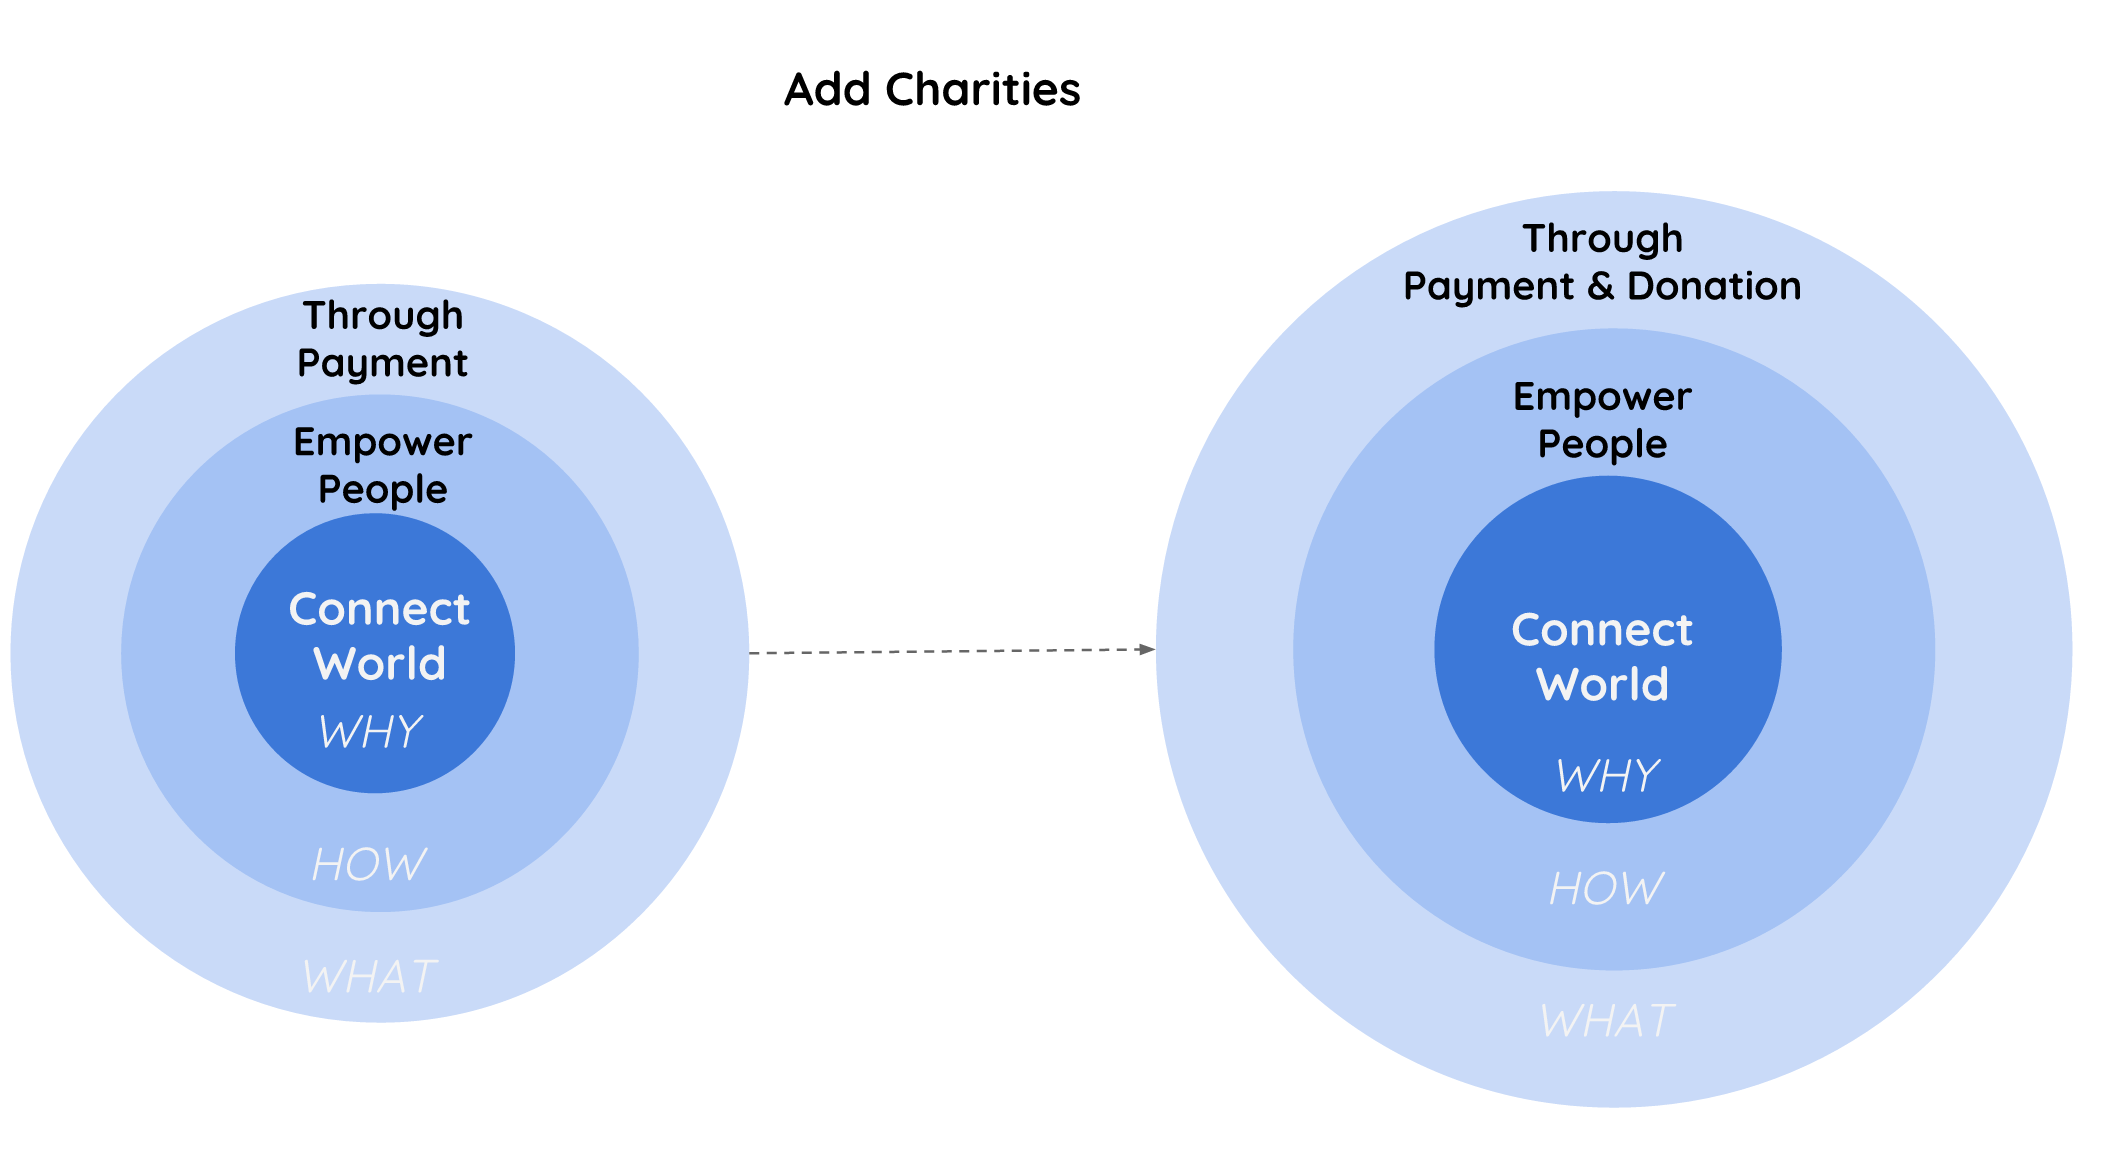 Add Charities
Through
Payment
Empower
People
Connect
World
WHY
HOW
WHAT
Through
Payment & Donation
Empower
People
Connect
World
WHY
HOW
WHAT